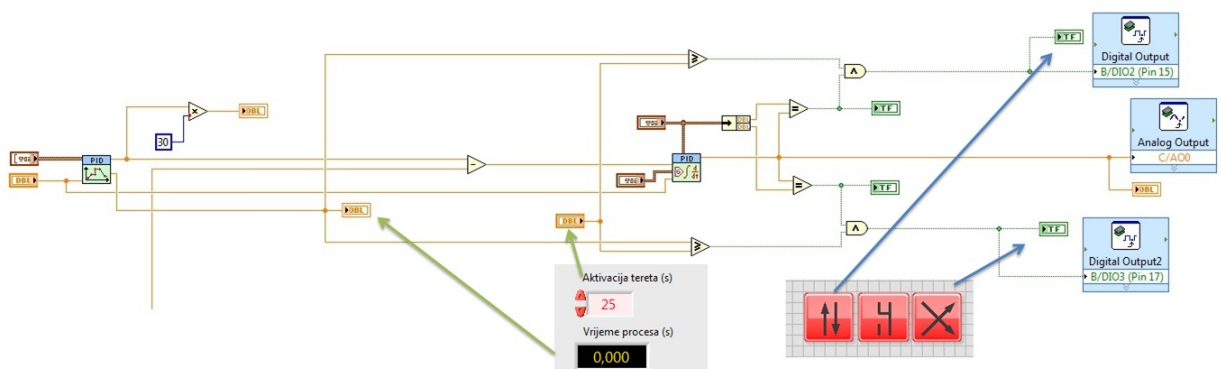 TF
Digital Output
B/DIO2 (Pin 15)
DBL
30
TF
Analog Output
C/AO0
PID
DBL
PID
TF
DBL
DBL
DBL
TF
Digital Output2
B/DIO3 (Pin 17)
Aktivacija tereta (s)
25
Vrijeme procesa (s)
0,000